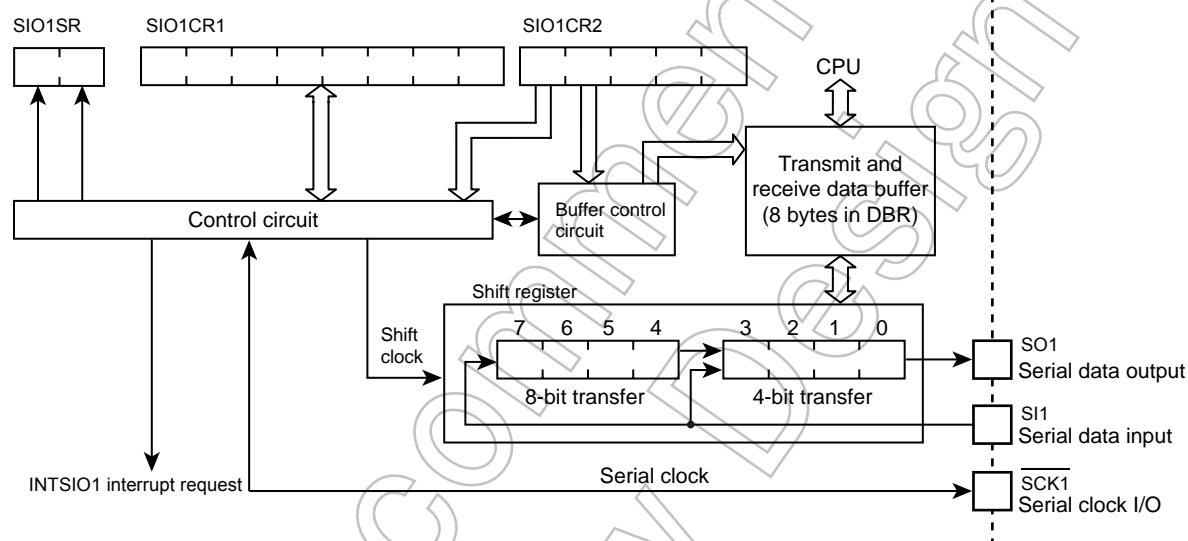 SIO1SR
SIO1CR1
SIO1CR2
CPU
Transmit and
receive data buffer
(8 bytes in DBR)
Control circuit
Buffer control
circuit
Shift register
Shift
clock
7 6 5 4
3 2 1 0
8-bit transfer
4-bit transfer
SO1
Serial data output
SI1
Serial data input
INTSIO1 interrupt request
Serial clock
SCK1
Serial clock I/O